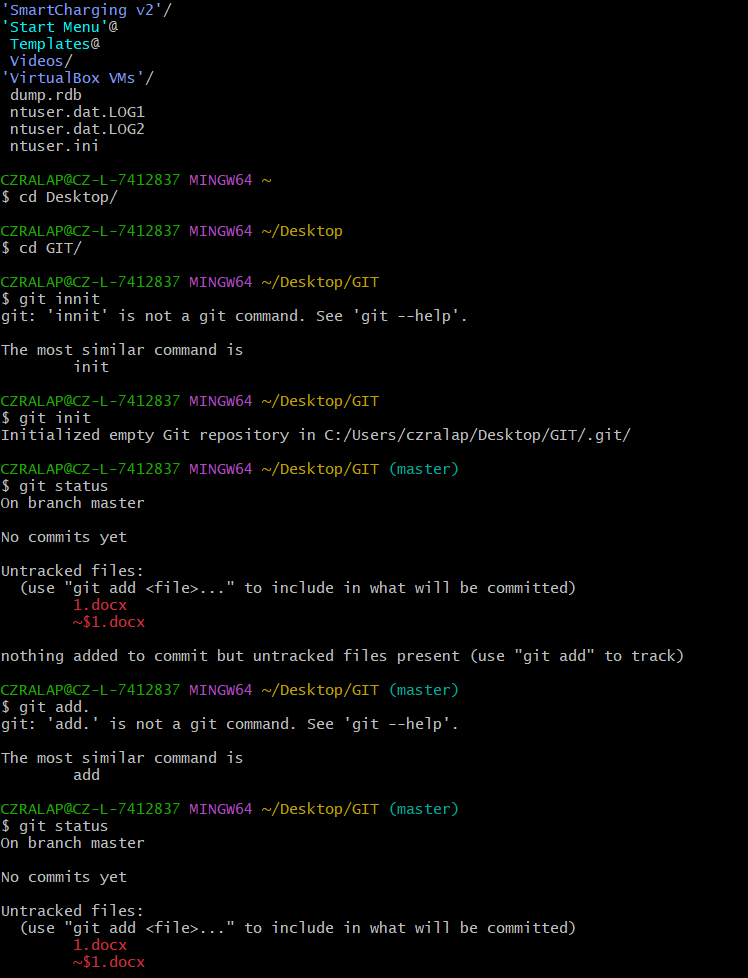 'SmartCharging v2'/
'Start Menu'@
Templates@
Videos/
'VirtualBox VMs'/
dump.rdb
ntuser.dat.LOG1
ntuser.dat.LOG2
ntuser.ini
CZRALAP@CZ-L-7412837 MINGW64 ~
$ cd Desktop/
CZRALAP@CZ-L-7412837 MINGW64 ~/Desktop
$ cd GIT/
CZRALAP@CZ-L-7412837 MINGW64 ~/Desktop/GIT
$ git innit
git: 'innit' is not a git command. See 'git --help'.
The most similar command is
init
CZRALAP@CZ-L-7412837 MINGW64 ~/Desktop/GIT
$ git init
Initialized empty Git repository in C:/Users/czralap/Desktop/GIT/.git/
CZRALAP@CZ-L-7412837 MINGW64 ~/Desktop/GIT (master)
$ git status
On branch master
No commits yet
Untracked files:
(use "git add <file>..." to include in what will be committed)
1.docx
~$1.docx
nothing added to commit but untracked files present (use "git add" to track)
CZRALAP@CZ-L-7412837 MINGW64 ~/Desktop/GIT (master)
$ git add.
git: 'add.' is not a git command. See 'git --help'.
The most similar command is
add
CZRALAP@CZ-L-7412837 MINGW64 ~/Desktop/GIT (master)
$ git status
On branch master
No commits yet
Untracked files:
(use "git add <file>..." to include in what will be committed)
1.docx
~$1.docx